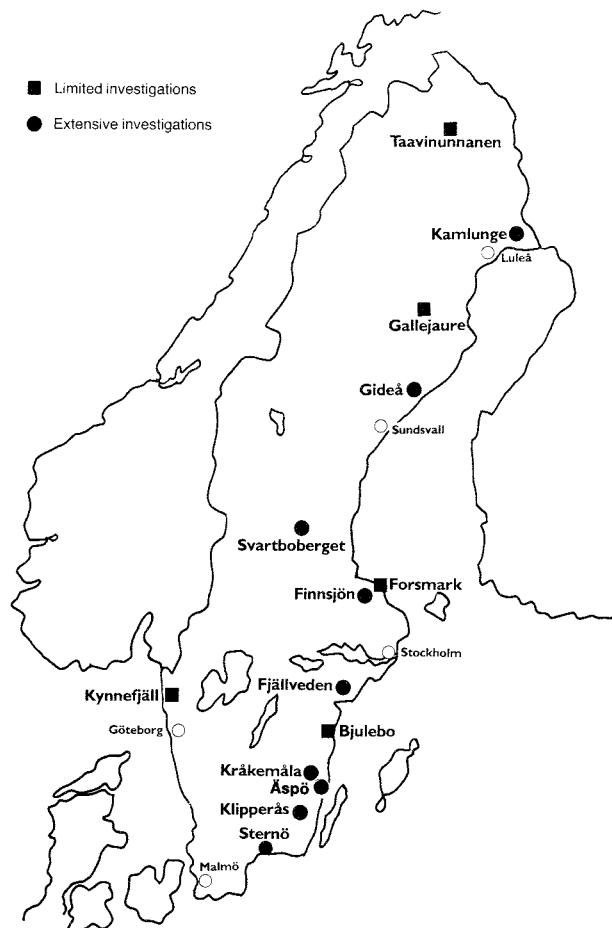 Limited investigations
Extensive investigations
Taavinunnanen
Kamlunge
Luleå
Gallejaure
Gideå
Sundsvall
Svartboberget
Forsmark
Finnsjön
Stockholm
Fjällveden
Kynnefjäll
Göteborg
Bjulebo
Kråkemåla
Äspö
Klipperås
Sternö
Malmö